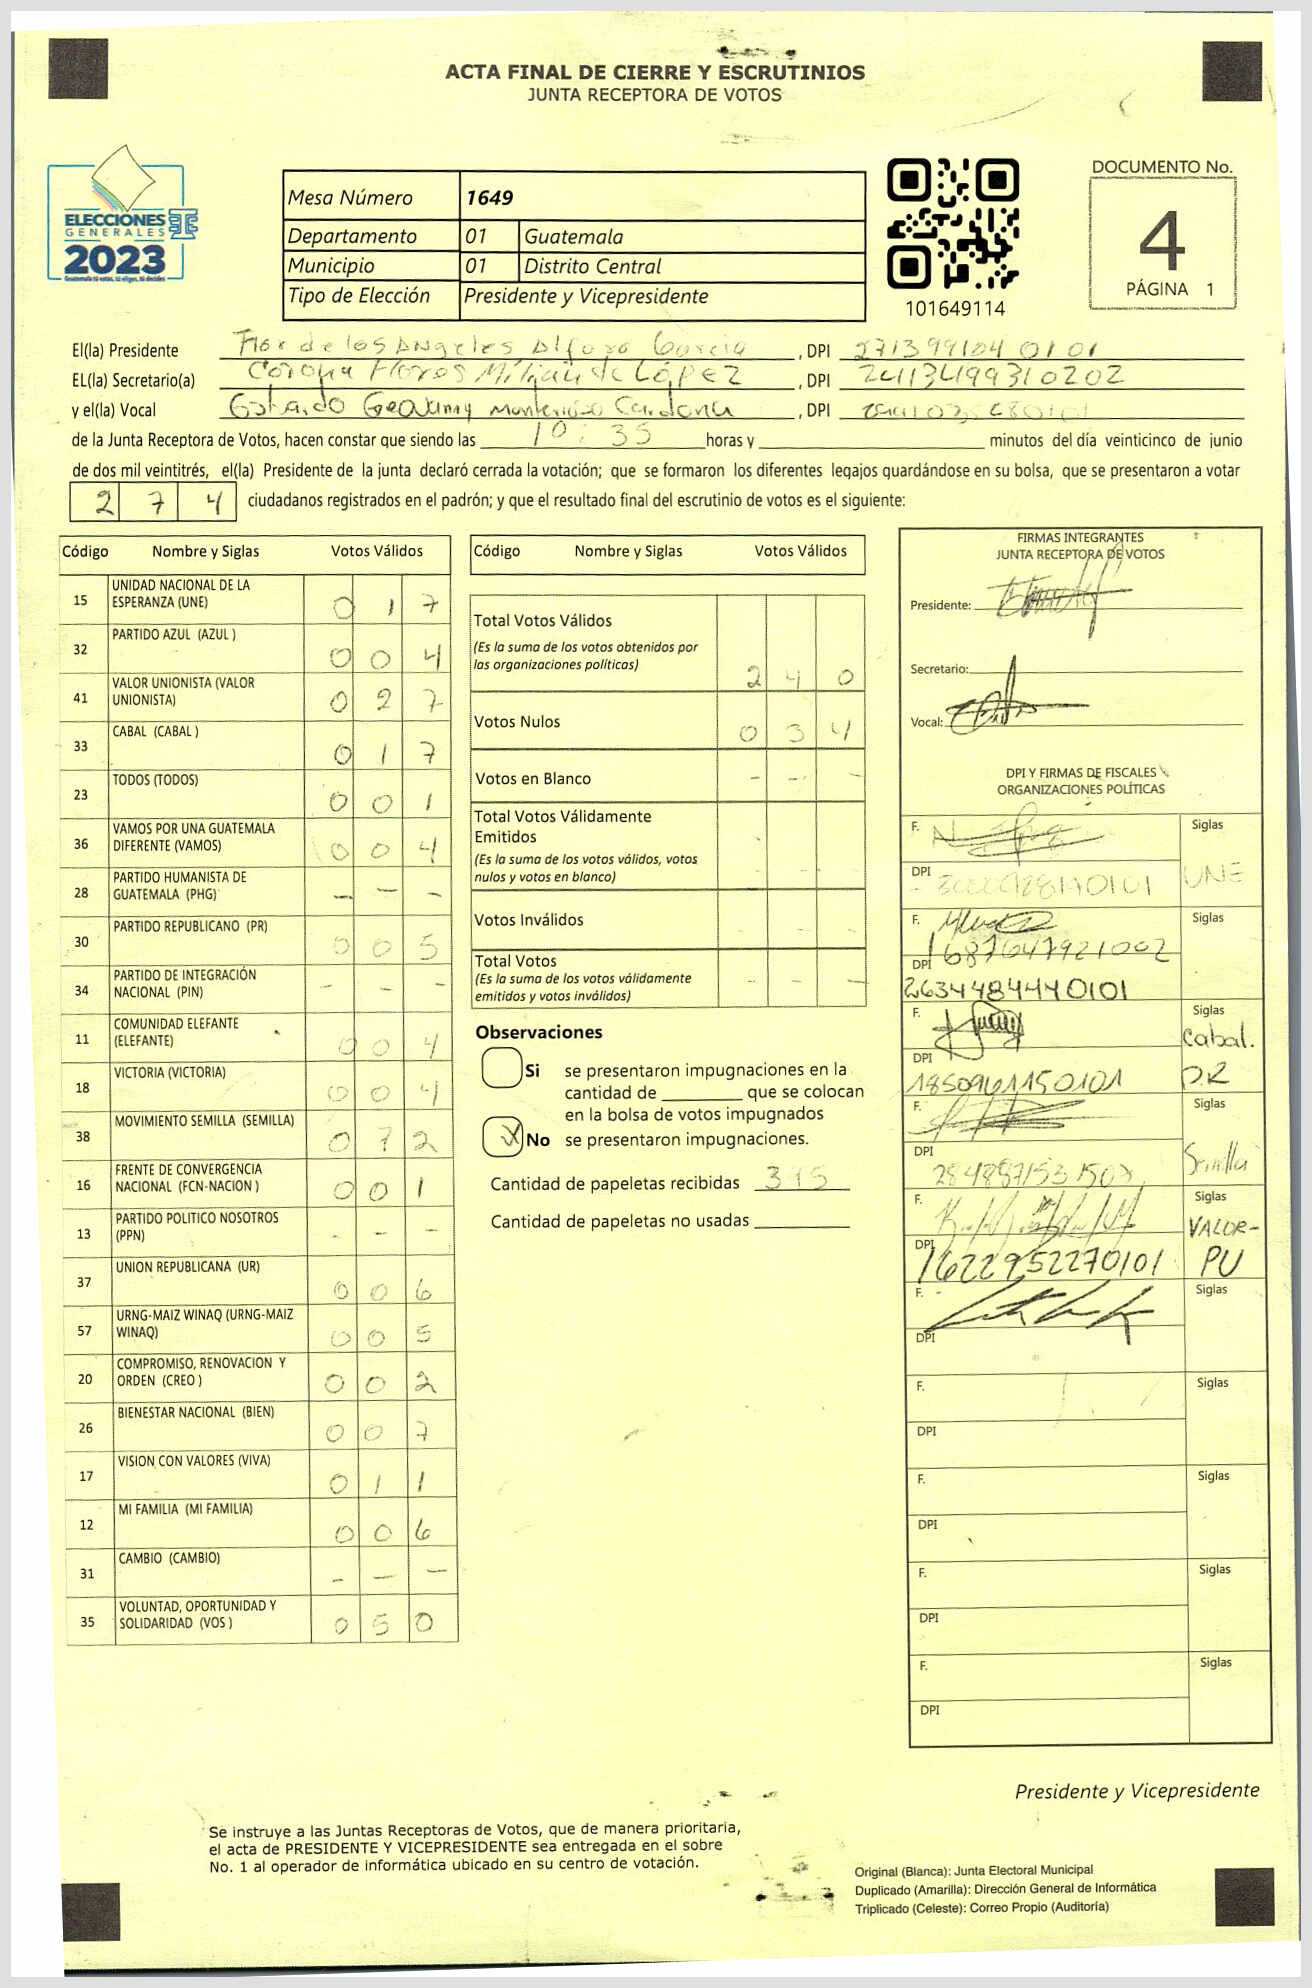 ACTA FINAL DE CIERRE Y ESCRUTINIOS
JUNTA RECEPTORA DE VOTOS
ELECCIONES
GENERALES
2023
Mesa Número 1649
Departamento 01 Guatemala
Municipio 01 Distrito Central
Tipo de Elección Presidente y Vicepresidente
101649114
DOCUMENTO No.
4
PÁGINA 1
El(la) Presidente Flor de los Angeles Alfaro Garcia, DPI
EL(la) Secretario(a) Corona Flores Milian de López, DPI 2411349931 0202
y el(la) Vocal Geovanny Cardona, DPI
de la Junta Receptora de Votos, hacen constar que siendo las 10:35 horas y minutos del día veinticinco de junio
de dos mil veintitrés, el(la) Presidente de la junta declaró cerrada la votación; que se formaron los diferentes legajos guardándose en su bolsa, que se presentaron a votar
2 7 4 ciudadanos registrados en el padrón; y que el resultado final del escrutinio de votos es el siguiente:
Código Nombre y Siglas Votos Válidos
15 UNIDAD NACIONAL DE LA ESPERANZA (UNE) 0 1 7
32 PARTIDO AZUL (AZUL ) 0 0 4
41 VALOR UNIONISTA (VALOR UNIONISTA) 0 2 7
33 CABAL (CABAL ) 0 1 7
23 TODOS (TODOS) 0 0 1
36 VAMOS POR UNA GUATEMALA DIFERENTE (VAMOS) 0 0 4
28 PARTIDO HUMANISTA DE GUATEMALA (PHG) - - -
30 PARTIDO REPUBLICANO (PR) 0 0 5
34 PARTIDO DE INTEGRACIÓN NACIONAL (PIN) - - -
11 COMUNIDAD ELEFANTE (ELEFANTE) 0 0 4
18 VICTORIA (VICTORIA) 0 0 4
38 MOVIMIENTO SEMILLA (SEMILLA) 0 7 2
16 FRENTE DE CONVERGENCIA NACIONAL (FCN-NACION ) 0 0 1
13 PARTIDO POLITICO NOSOTROS (PPN) - - -
37 UNION REPUBLICANA (UR) 0 0 6
57 URNG-MAIZ WINAQ (URNG-MAIZ WINAQ) 0 0 5
20 COMPROMISO, RENOVACION Y ORDEN (CREO ) 0 0 2
26 BIENESTAR NACIONAL (BIEN) 0 0 7
17 VISION CON VALORES (VIVA) 0 1 1
12 MI FAMILIA (MI FAMILIA) 0 0 6
31 CAMBIO (CAMBIO) - - -
35 VOLUNTAD, OPORTUNIDAD Y SOLIDARIDAD (VOS ) 0 5 0
Código Nombre y Siglas Votos Válidos
Total Votos Válidos
(Es la suma de los votos obtenidos por
las organizaciones políticas) 2 4 0
Votos Nulos 0 3 4
Votos en Blanco - - -
Total Votos Válidamente
Emitidos
(Es la suma de los votos válidos, votos
nulos y votos en blanco) - - -
Votos Inválidos - - -
Total Votos
(Es la suma de los votos válidamente
emitidos y votos inválidos) - - -
Observaciones
Si se presentaron impugnaciones en la
cantidad de que se colocan
en la bolsa de votos impugnados
X No se presentaron impugnaciones.
Cantidad de papeletas recibidas
Cantidad de papeletas no usadas
FIRMAS INTEGRANTES
JUNTA RECEPTORA DE VOTOS
Presidente:
Secretario:
Vocal:
DPI Y FIRMAS DE FISCALES
ORGANIZACIONES POLÍTICAS
F. Siglas
DPI UNE
F. Siglas
DPI 1687647921002
2634484440101
F. Siglas
Cabal.
DPI
1850961150101 P.R
F. Siglas
DPI Semilla
F. Siglas
VALOR-
DPI 1622952270101 PU
F. Siglas
DPI
F. Siglas
DPI
F. Siglas
DPI
F. Siglas
DPI
F. Siglas
DPI
Presidente y Vicepresidente
Se instruye a las Juntas Receptoras de Votos, que de manera prioritaria,
el acta de PRESIDENTE Y VICEPRESIDENTE sea entregada en el sobre
No. 1 al operador de informática ubicado en su centro de votación.
Original (Blanca): Junta Electoral Municipal
Duplicado (Amarilla): Dirección General de Informática
Triplicado (Celeste): Correo Propio (Auditoría)